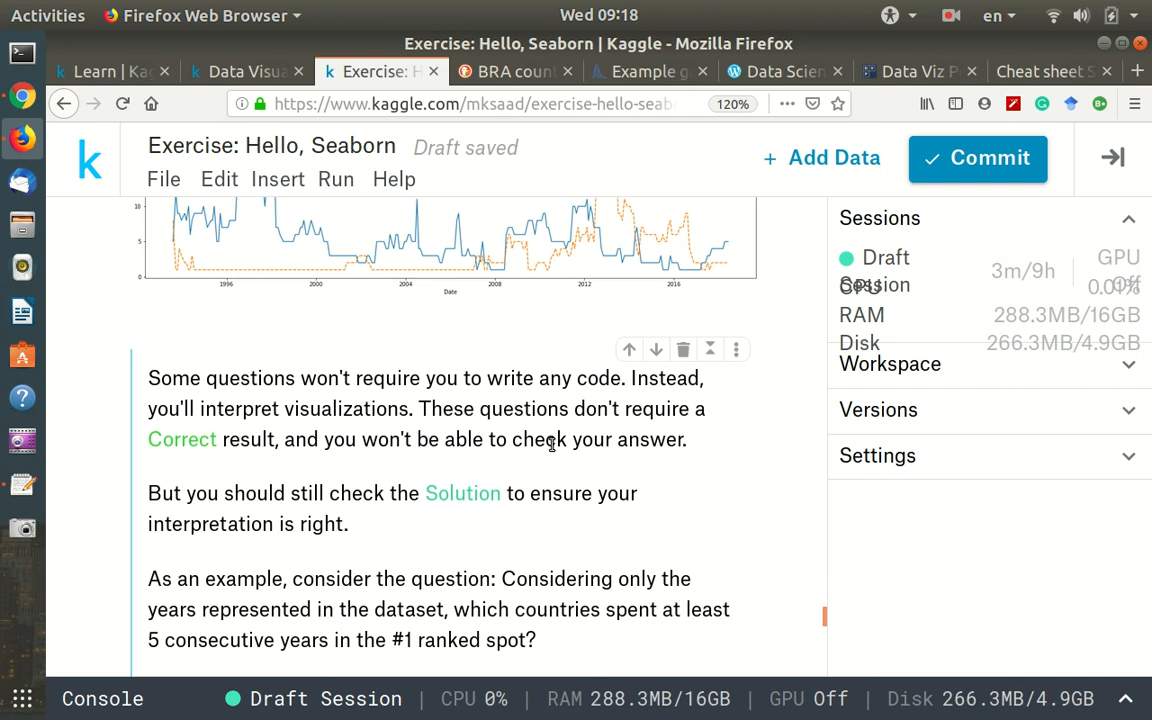 Activities Firefox Web Browser Wed 09:18 en
Exercise: Hello, Seaborn | Kaggle - Mozilla Firefox
k Learn | Ka k Data Visua k Exercise: H BRA coun Example g Data Scien Data Viz P Cheat sheet S
https://www.kaggle.com/mksaad/exercise-hello-seab 120%
k Exercise: Hello, Seaborn Draft saved
File Edit Insert Run Help
+ Add Data Commit
10
5
0
1996 2000 2004 2008 2012 2016
Date
Some questions won't require you to write any code. Instead,
you'll interpret visualizations. These questions don't require a
Correct result, and you won't be able to check your answer.
But you should still check the Solution to ensure your
interpretation is right.
As an example, consider the question: Considering only the
years represented in the dataset, which countries spent at least
5 consecutive years in the #1 ranked spot?
Sessions
Draft Session 3m/9h GPU Off
CPU 0.01%
RAM 288.3MB/16GB
Disk 266.3MB/4.9GB
Workspace
Versions
Settings
Console Draft Session | CPU 0% | RAM 288.3MB/16GB | GPU Off | Disk 266.3MB/4.9GB